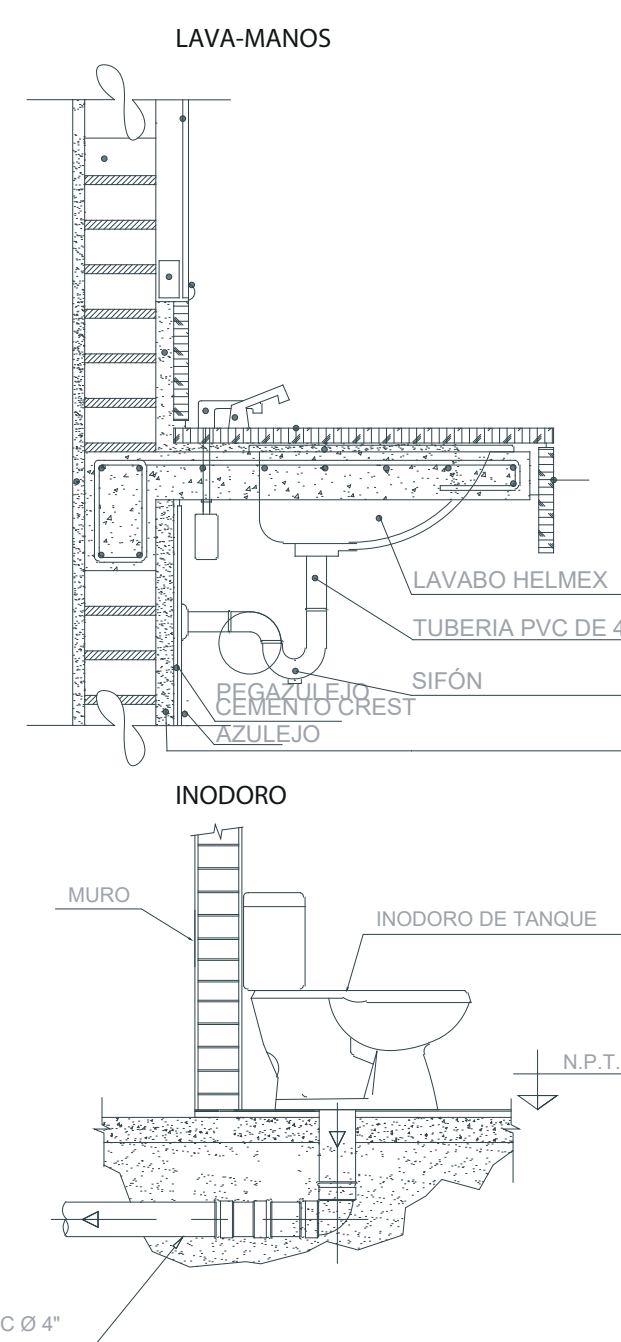 LAVA-MANOS
LAVABO HELMEX
TUBERIA PVC DE 4
SIFÓN
PEGAZULEJO
CEMENTO CREST
AZULEJO
INODORO
MURO
INODORO DE TANQUE
N.P.T.
C Ø 4"